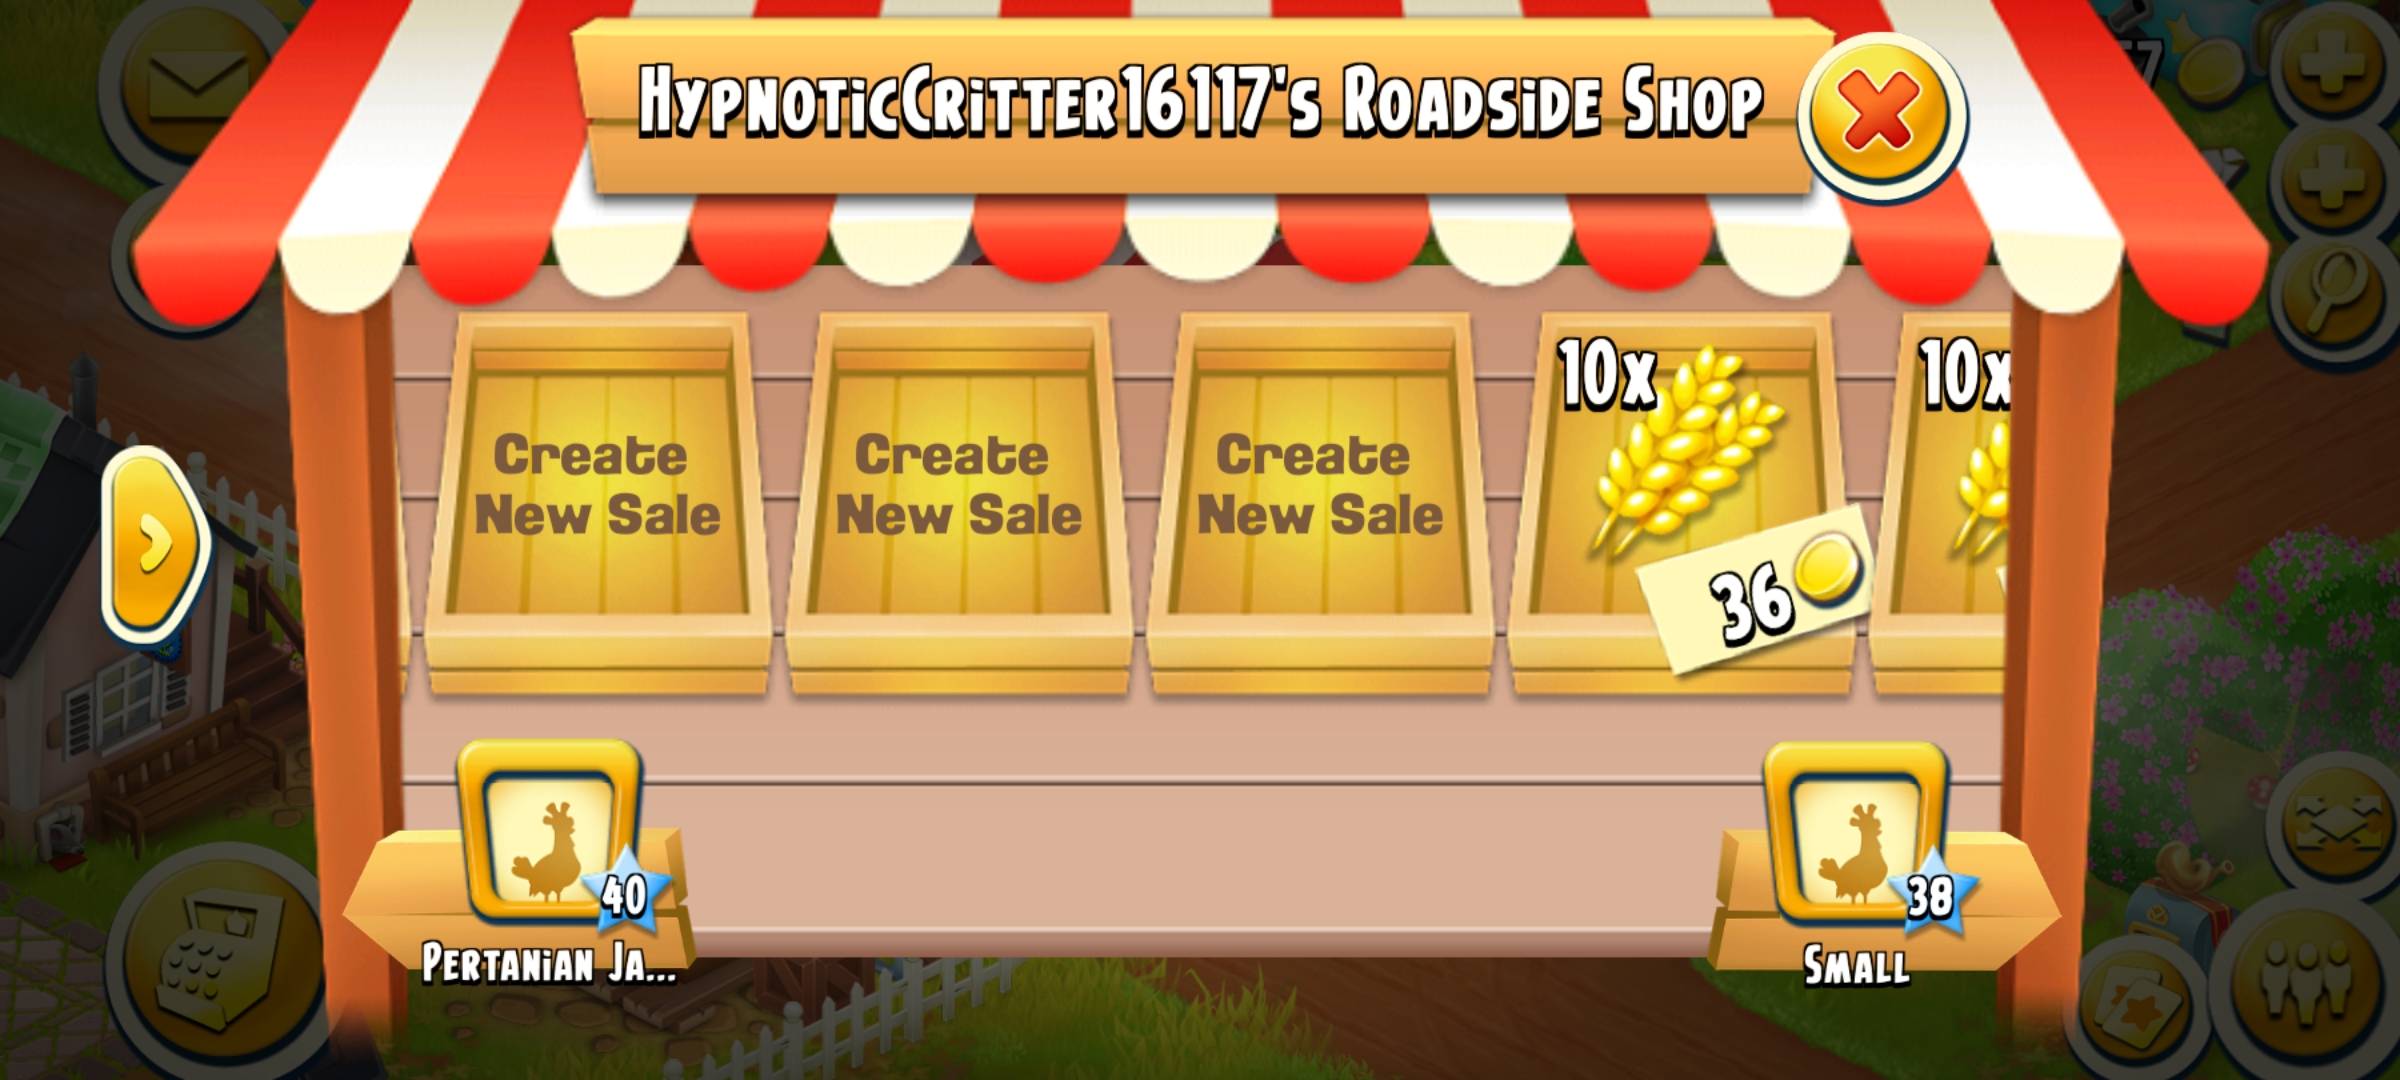 HypnoticCritter16117's Roadside Shop
Create
New Sale
Create
New Sale
Create
New Sale
10x
36
10x
40
Pertanian Ja...
38
Small